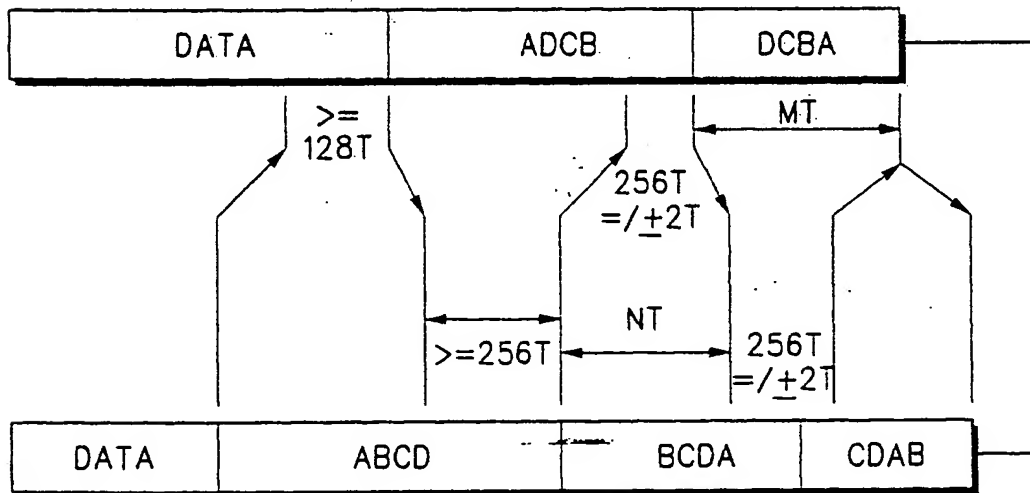 DATA ADCB DCBA
>=
128T
MT
256T
=/±2T
NT
>=256T
256T
=/±2T
DATA ABCD BCDA CDAB